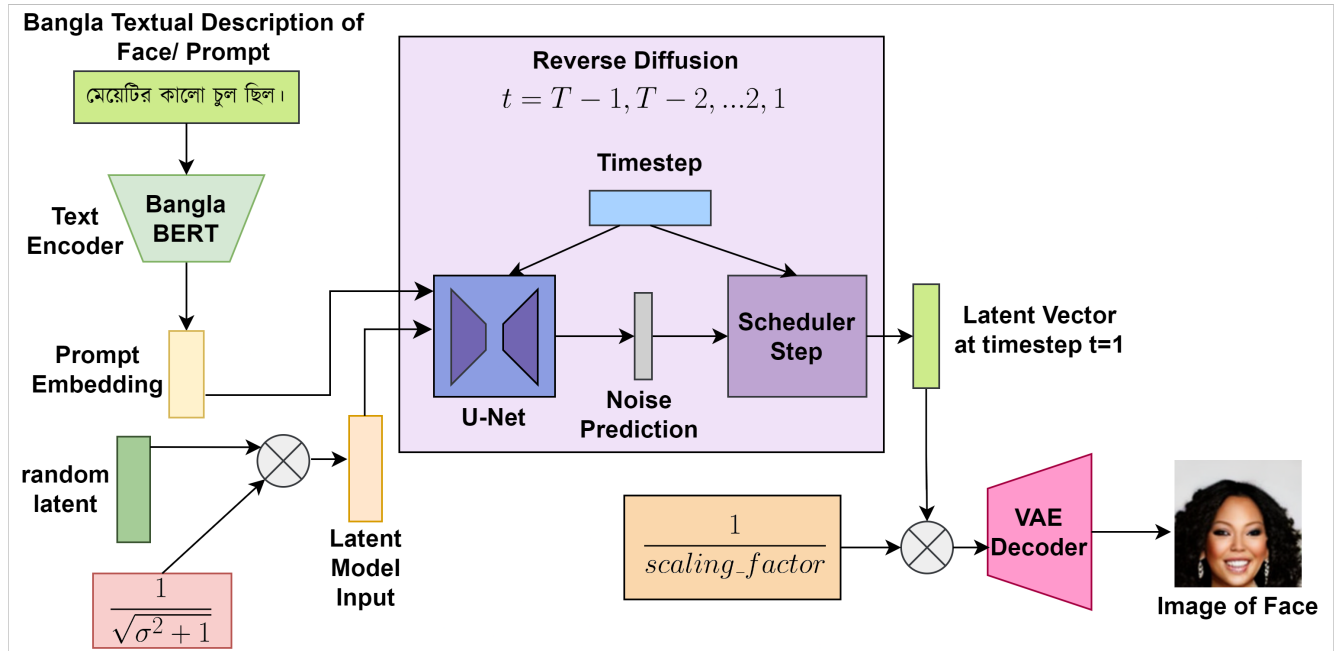 Bangla Textual Description of
Face/ Prompt
মেয়েটির কালো চুল ছিল।
Text
Encoder
Bangla
BERT
Prompt
Embedding
random
latent
1
√σ² + 1
Latent
Model
Input
Reverse Diffusion
t = T − 1, T − 2, ...2, 1
Timestep
U-Net
Noise
Prediction
Scheduler
Step
Latent Vector
at timestep t=1
1
scaling_factor
VAE
Decoder
Image of Face